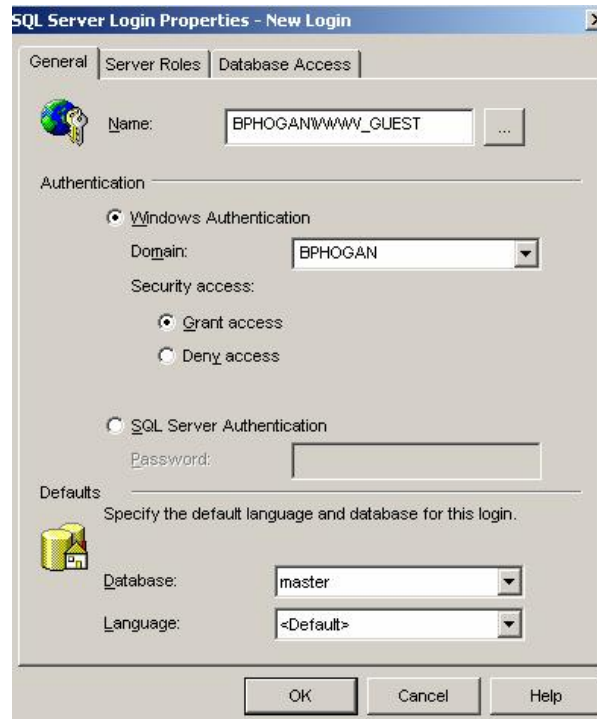 SQL Server Login Properties - New Login
General Server Roles Database Access
Name: BPHOGAN\WWW_GUEST ...
Authentication
Windows Authentication
Domain: BPHOGAN
Security access:
Grant access
Deny access
SQL Server Authentication
Password:
Defaults
Specify the default language and database for this login.
Database: master
Language: <Default>
OK Cancel Help